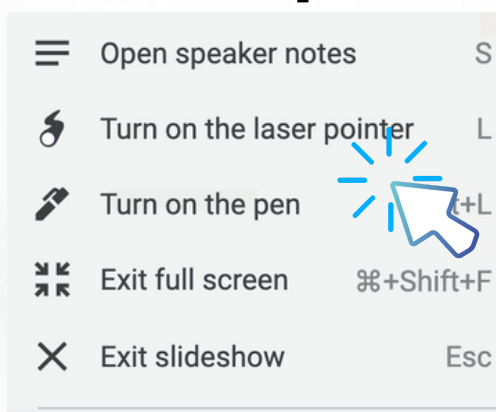 Open speaker notes S
Turn on the laser pointer L
Turn on the pen t+L
Exit full screen ⌘+Shift+F
Exit slideshow Esc